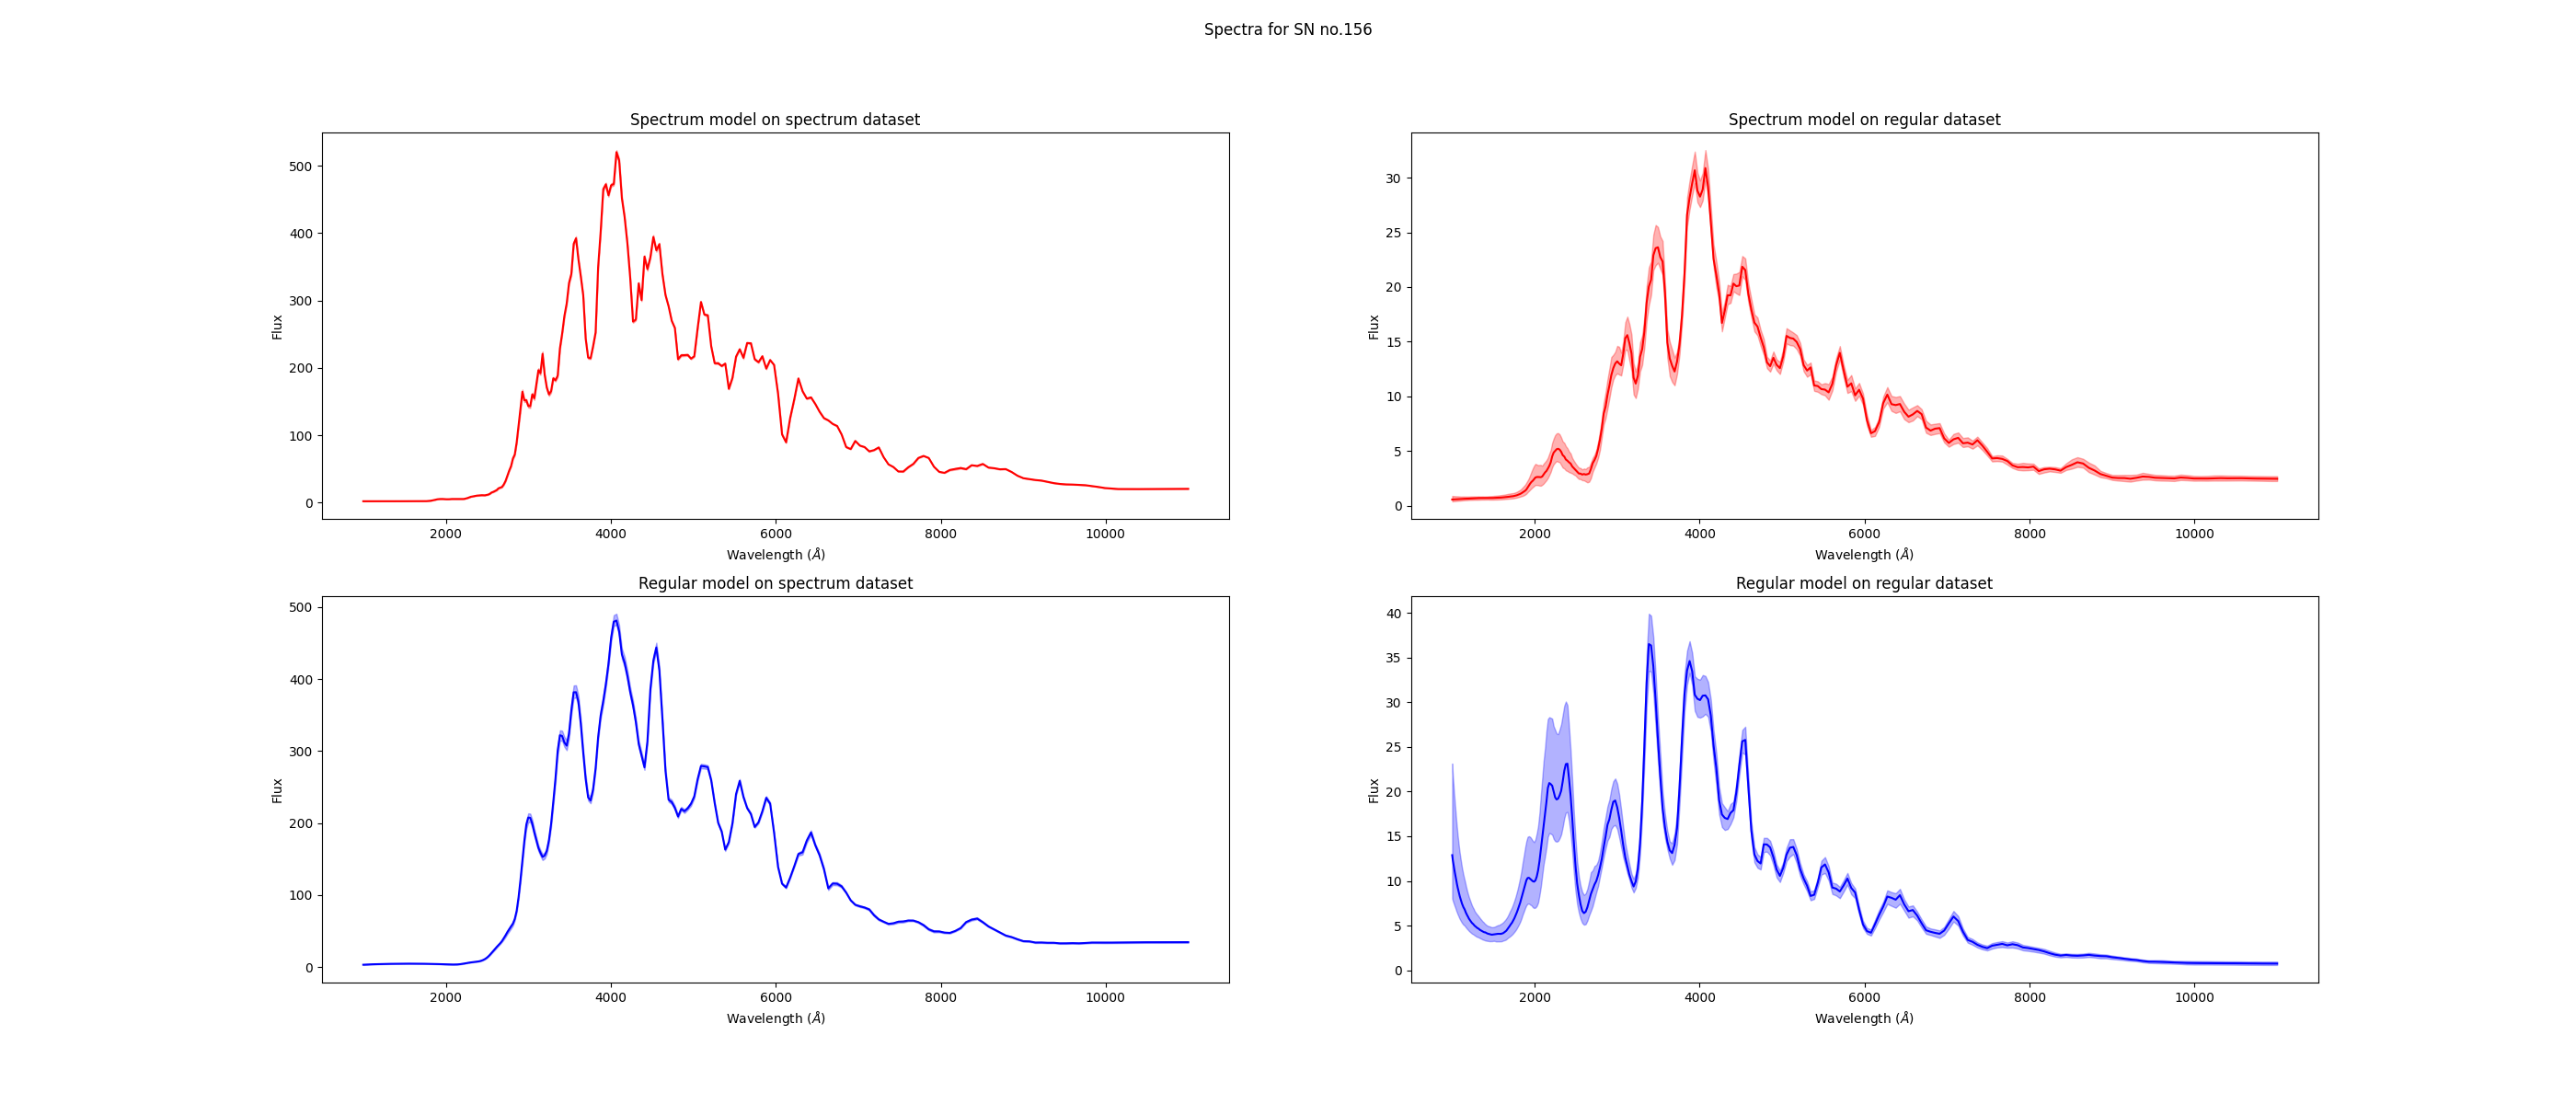 Spectra for SN no.156
Spectrum model on spectrum dataset
500
400
300
200
100
0
Flux
2000 4000 6000 8000 10000
Wavelength (Å)
Spectrum model on regular dataset
30
25
20
15
10
5
0
Flux
2000 4000 6000 8000 10000
Wavelength (Å)
Regular model on spectrum dataset
500
400
300
200
100
0
Flux
2000 4000 6000 8000 10000
Wavelength (Å)
Regular model on regular dataset
40
35
30
25
20
15
10
5
0
Flux
2000 4000 6000 8000 10000
Wavelength (Å)